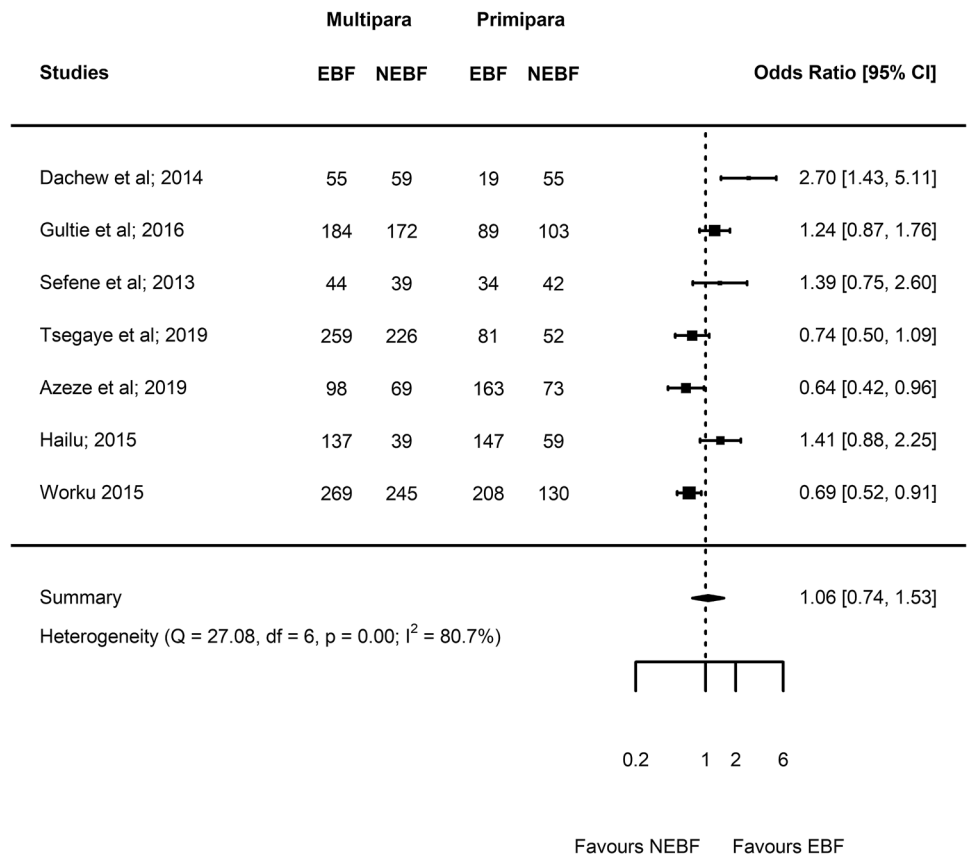 Multipara Primipara
Studies EBF NEBF EBF NEBF Odds Ratio [95% CI]
Dachew et al; 2014 55 59 19 55 2.70 [1.43, 5.11]
Gultie et al; 2016 184 172 89 103 1.24 [0.87, 1.76]
Sefene et al; 2013 44 39 34 42 1.39 [0.75, 2.60]
Tsegaye et al; 2019 259 226 81 52 0.74 [0.50, 1.09]
Azeze et al; 2019 98 69 163 73 0.64 [0.42, 0.96]
Hailu; 2015 137 39 147 59 1.41 [0.88, 2.25]
Worku 2015 269 245 208 130 0.69 [0.52, 0.91]
Summary 1.06 [0.74, 1.53]
Heterogeneity (Q = 27.08, df = 6, p = 0.00; I² = 80.7%)
0.2 1 2 6
Favours NEBF Favours EBF